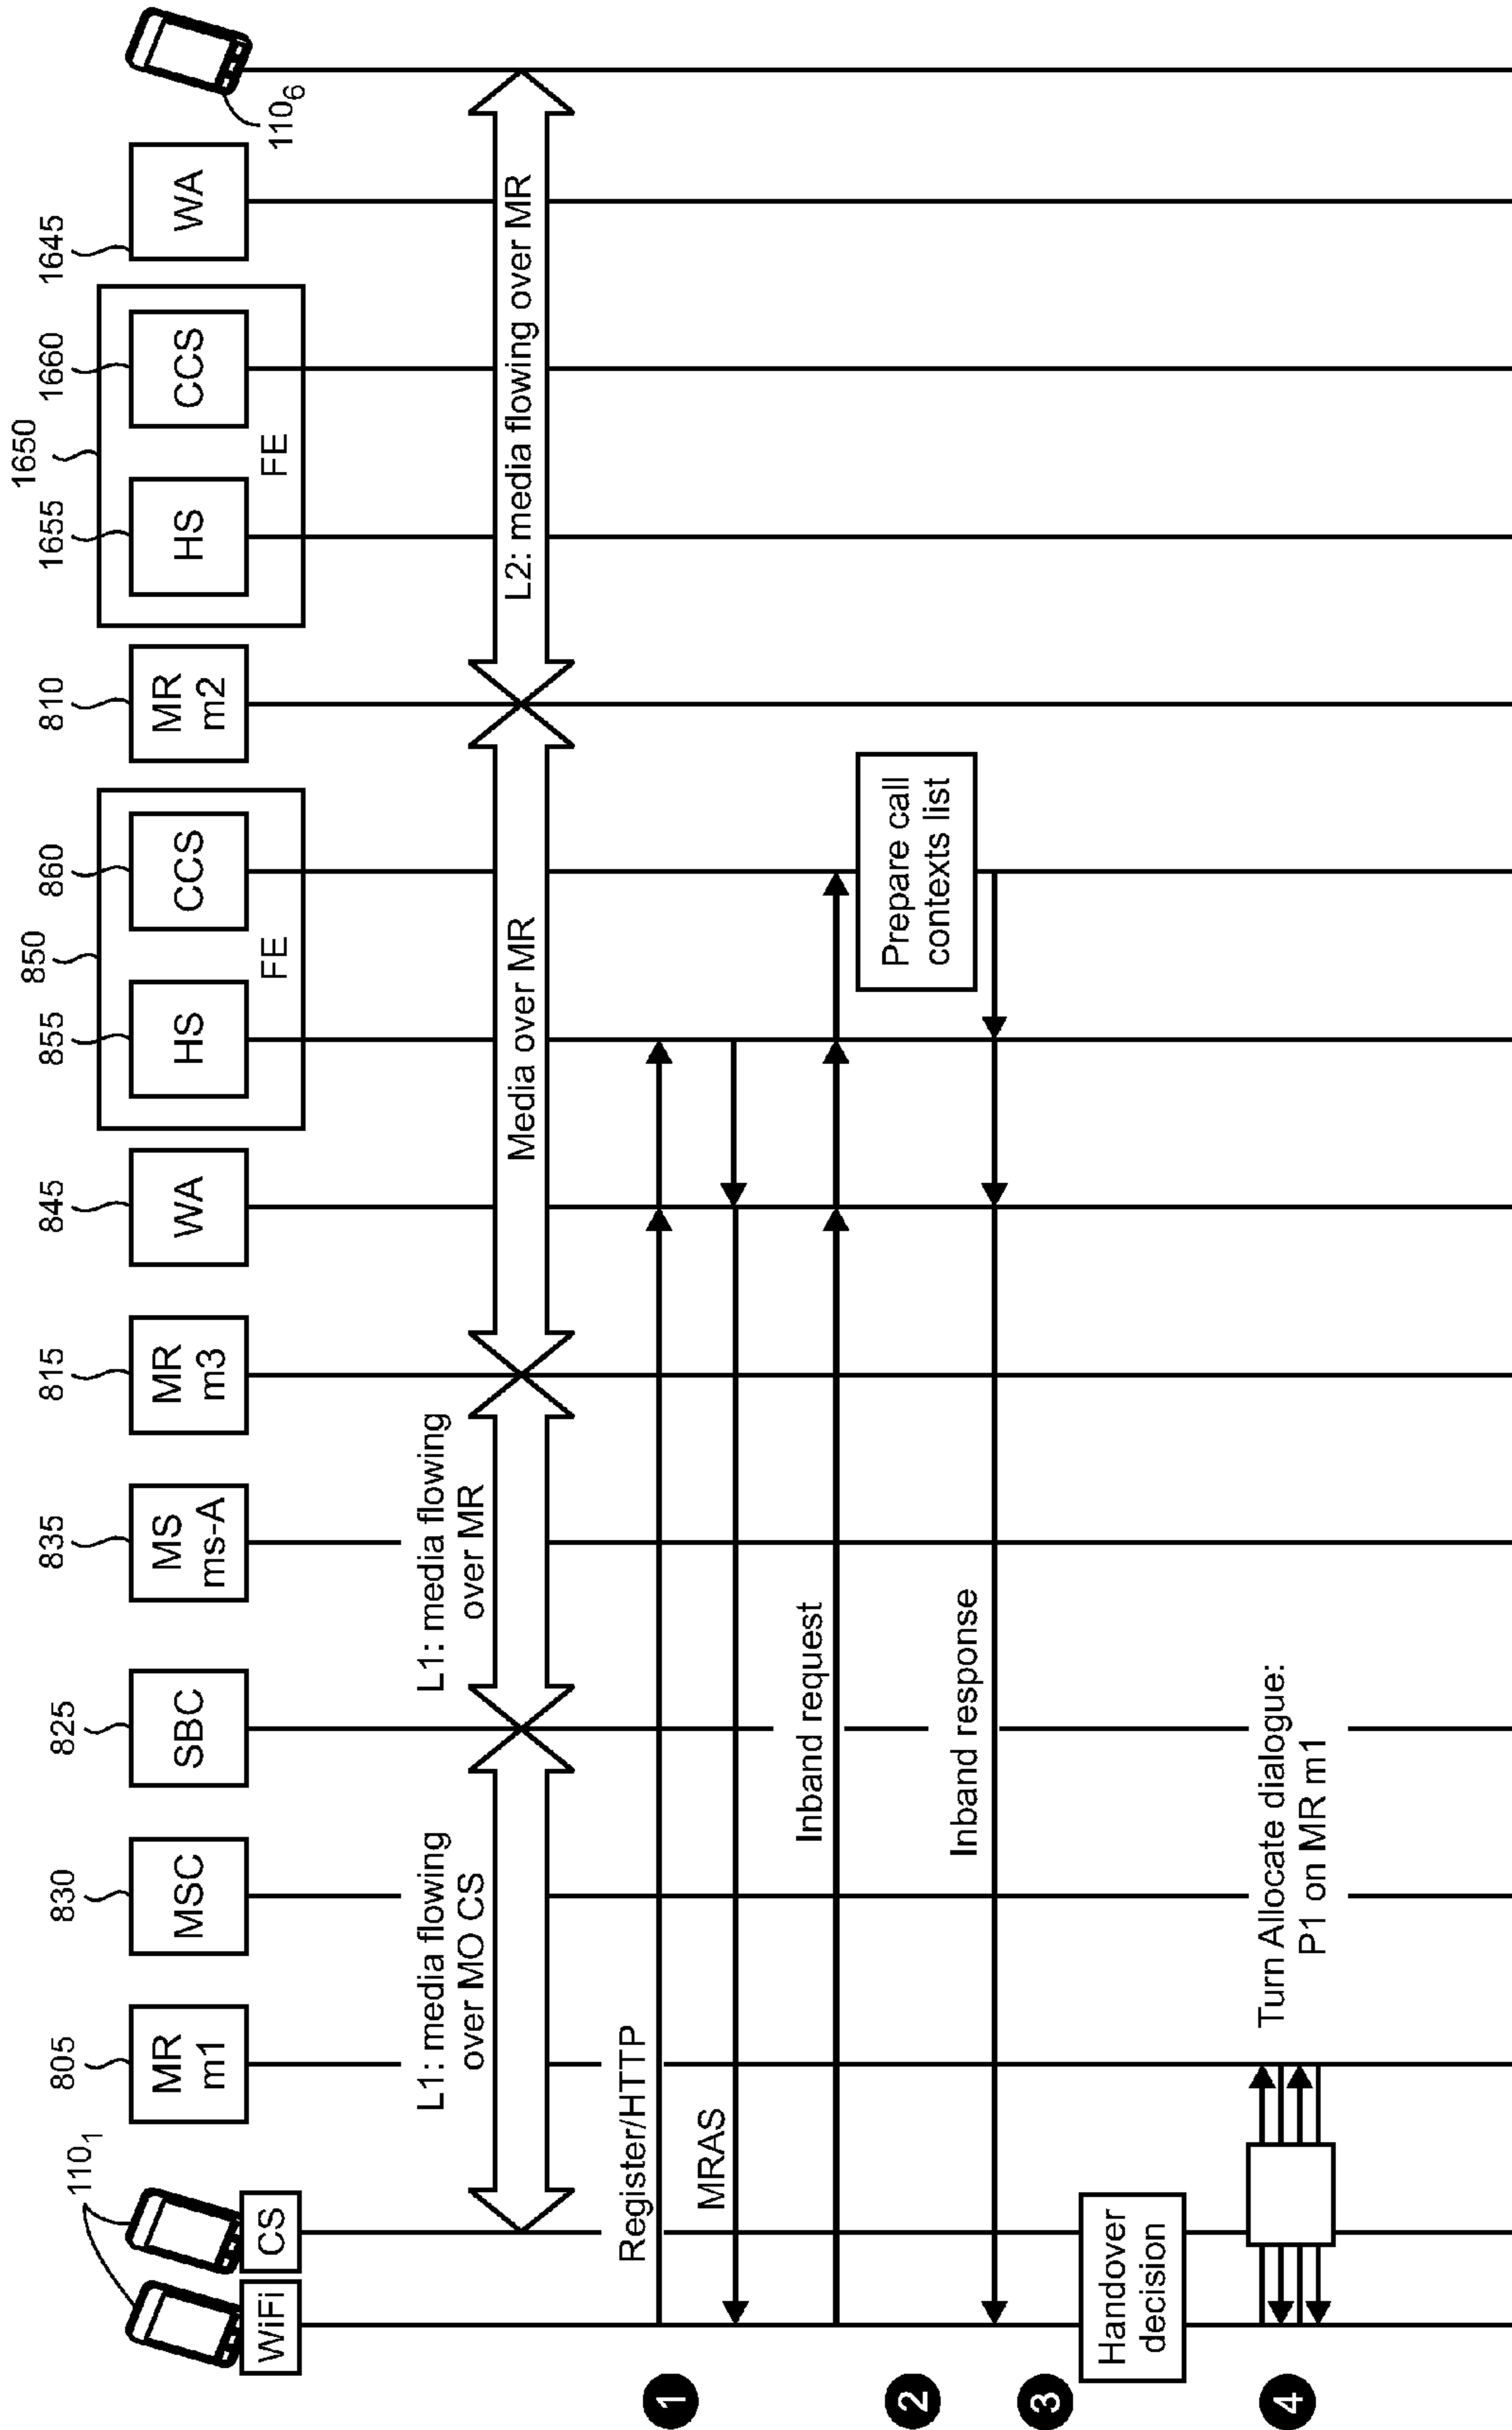 110₁
WiFi
CS
805
MR
m1
830
MSC
825
SBC
835
MS
ms-A
815
MR
m3
845
WA
850
855
HS
860
CCS
FE
810
MR
m2
1650
1655
HS
1660
CCS
FE
1645
WA
110₆
L1: media flowing
over MO CS
L1: media flowing
over MR
Media over MR
L2: media flowing over MR
1
Register/HTTP
MRAS
2
Inband request
Prepare call
contexts list
Inband response
3
Handover
decision
4
Turn Allocate dialogue:
P1 on MR m1